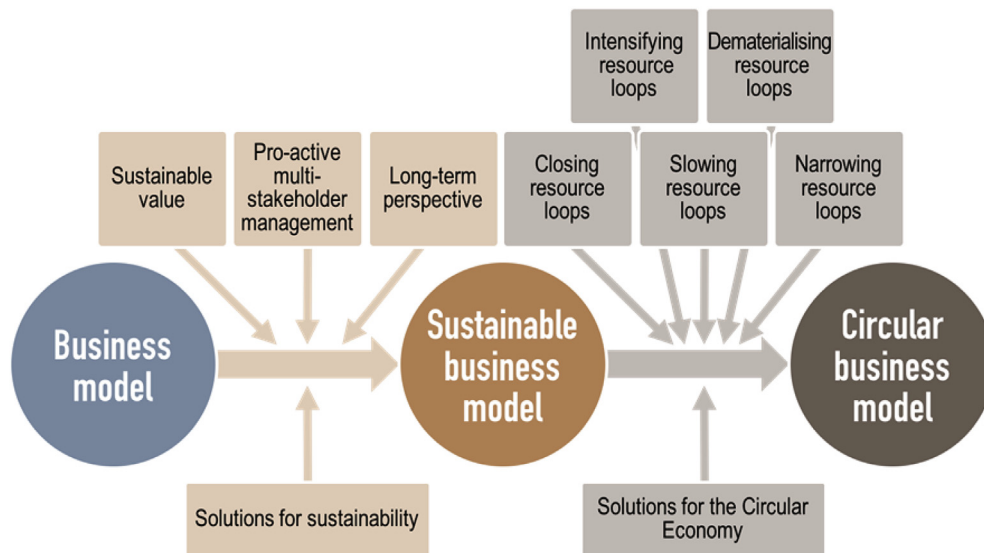 Intensifying
resource
loops
Dematerialising
resource
loops
Sustainable
value
Pro-active
multi-
stakeholder
management
Long-term
perspective
Closing
resource
loops
Slowing
resource
loops
Narrowing
resource
loops
Business
model
Sustainable
business
model
Circular
business
model
Solutions for sustainability
Solutions for the Circular
Economy